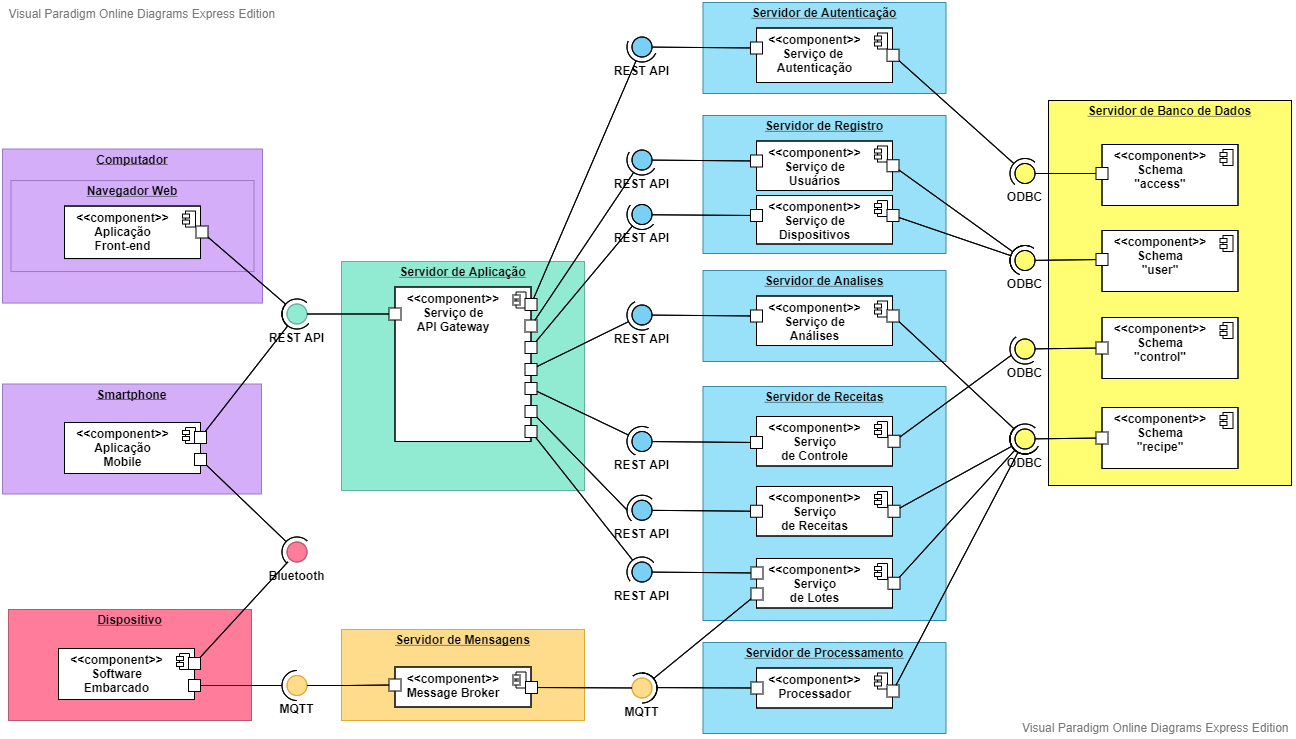 Visual Paradigm Online Diagrams Express Edition
Computador
Navegador Web
<<component>>
Aplicação
Front-end
REST API
Smartphone
<<component>>
Aplicação
Mobile
Bluetooth
Dispositivo
<<component>>
Software
Embarcado
MQTT
Servidor de Aplicação
<<component>>
Serviço de
API Gateway
Servidor de Mensagens
<<component>>
Message Broker
REST API
REST API
REST API
REST API
REST API
REST API
REST API
MQTT
Servidor de Autenticação
<<component>>
Serviço de
Autenticação
Servidor de Registro
<<component>>
Serviço de
Usuários
<<component>>
Serviço de
Dispositivos
Servidor de Analises
<<component>>
Serviço de
Análises
Servidor de Receitas
<<component>>
Serviço
de Controle
<<component>>
Serviço
de Receitas
<<component>>
Serviço
de Lotes
Servidor de Processamento
<<component>>
Processador
ODBC
ODBC
ODBC
ODBC
Servidor de Banco de Dados
<<component>>
Schema
"access"
<<component>>
Schema
"user"
<<component>>
Schema
"control"
<<component>>
Schema
"recipe"
Visual Paradigm Online Diagrams Express Edition